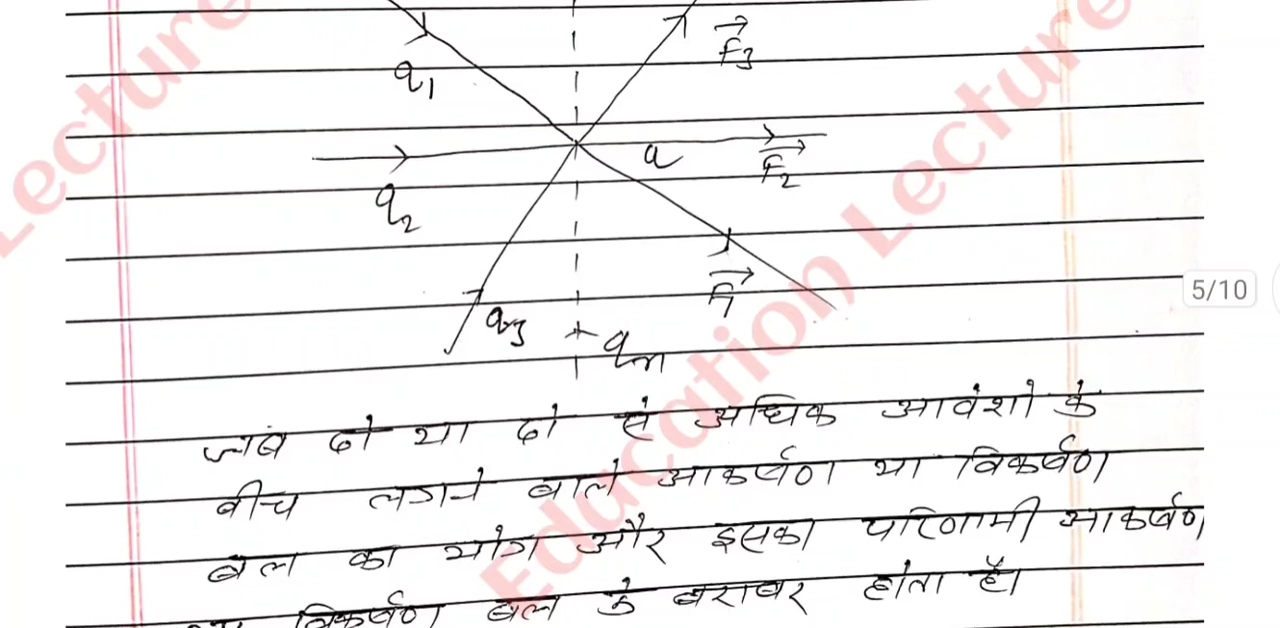 q1
F3
a
F2
q2
F1
q3
qm
जब दो या दो से अधिक आवेशो के
बीच लगने वाले आकर्षण या विकर्षण
बल का योग और इसका परिणामी आकर्षण
विकर्षण बल के बराबर होता है।
Education Lecture
Lecture
5/10